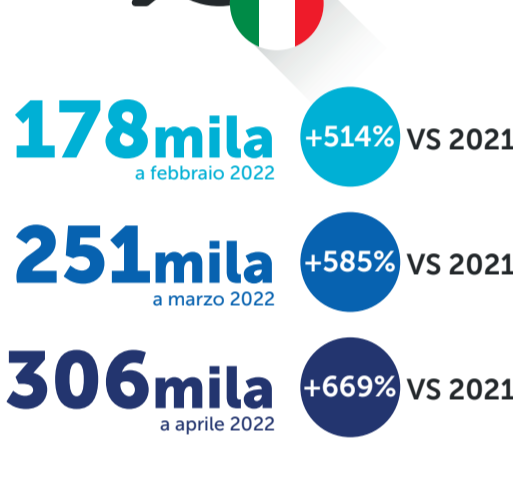 178mila +514% VS 2021
a febbraio 2022
251mila +585% VS 2021
a marzo 2022
306mila +669% VS 2021
a aprile 2022